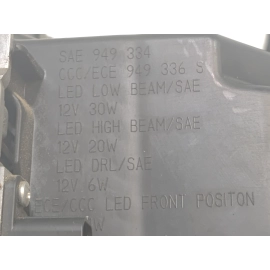 SAE 949 334
CCC/ECE 949 336 S
LED LOW BEAM/SAE
12V 30W
LED HIGH BEAM/SAE
12V 20W
LED DRL/SAE
12V 6W
ECE/CCC LED FRONT POSITON
W